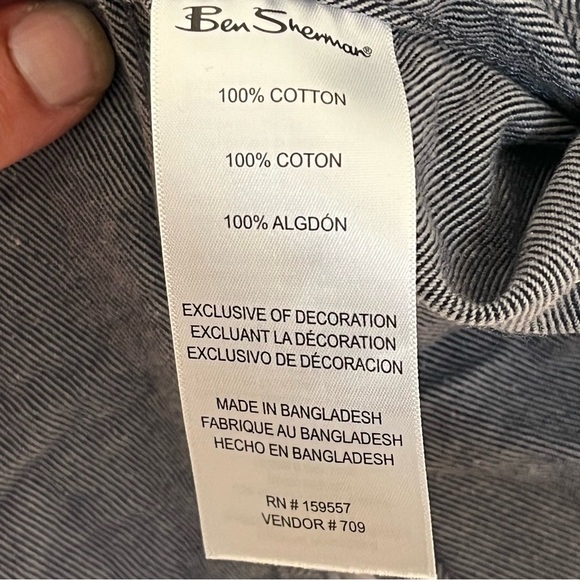 Ben Sherman®
100% COTTON
100% COTON
100% ALGDÓN
EXCLUSIVE OF DECORATION
EXCLUANT LA DÉCORATION
EXCLUSIVO DE DÉCORACION
MADE IN BANGLADESH
FABRIQUE AU BANGLADESH
HECHO EN BANGLADESH
RN # 159557
VENDOR # 709